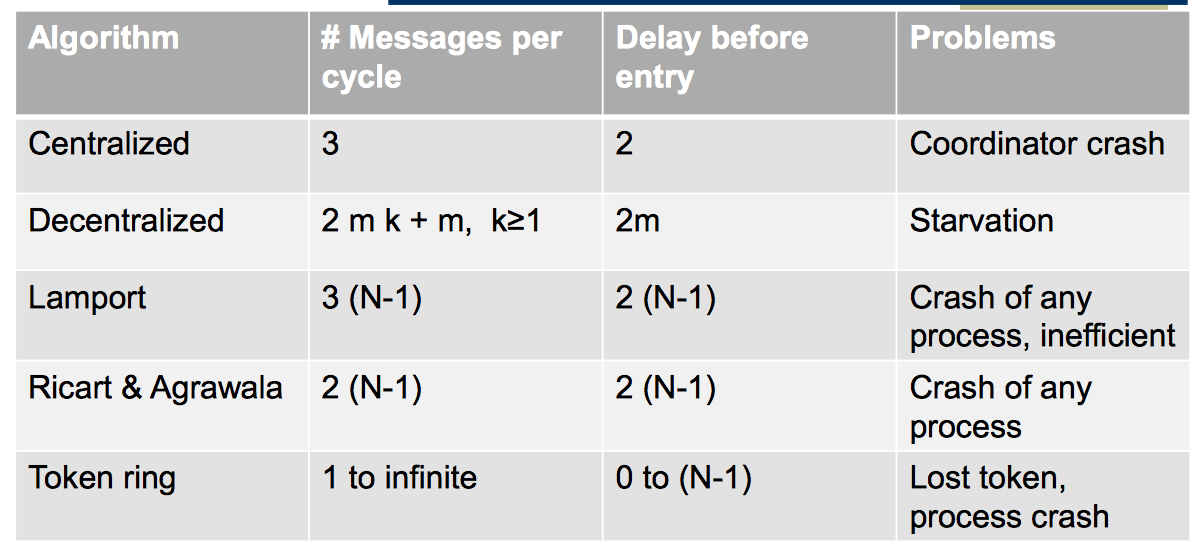 Algorithm
# Messages per
cycle
Delay before
entry
Problems
Centralized
3
2
Coordinator crash
Decentralized
2 m k + m,  k≥1
2m
Starvation
Lamport
3 (N-1)
2 (N-1)
Crash of any
process, inefficient
Ricart & Agrawala
2 (N-1)
2 (N-1)
Crash of any
process
Token ring
1 to infinite
0 to (N-1)
Lost token,
process crash